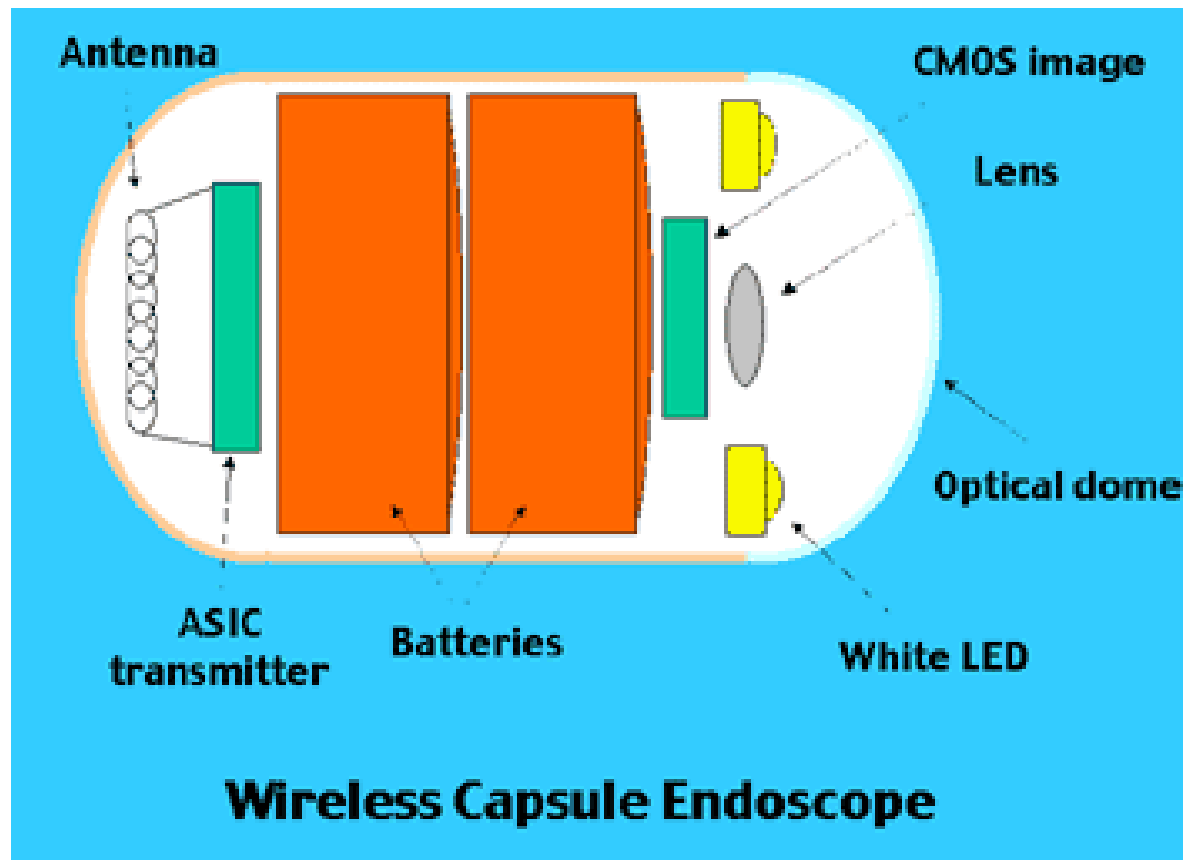 Antenna
CMOS image
Lens
Optical dome
ASIC
transmitter
Batteries
White LED
Wireless Capsule Endoscope